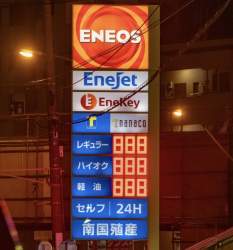 ENEOS
EneJet
EneKey
nanaco
レギュラー 888
ハイオク 888
軽油 888
セルフ 24H
南国殖産